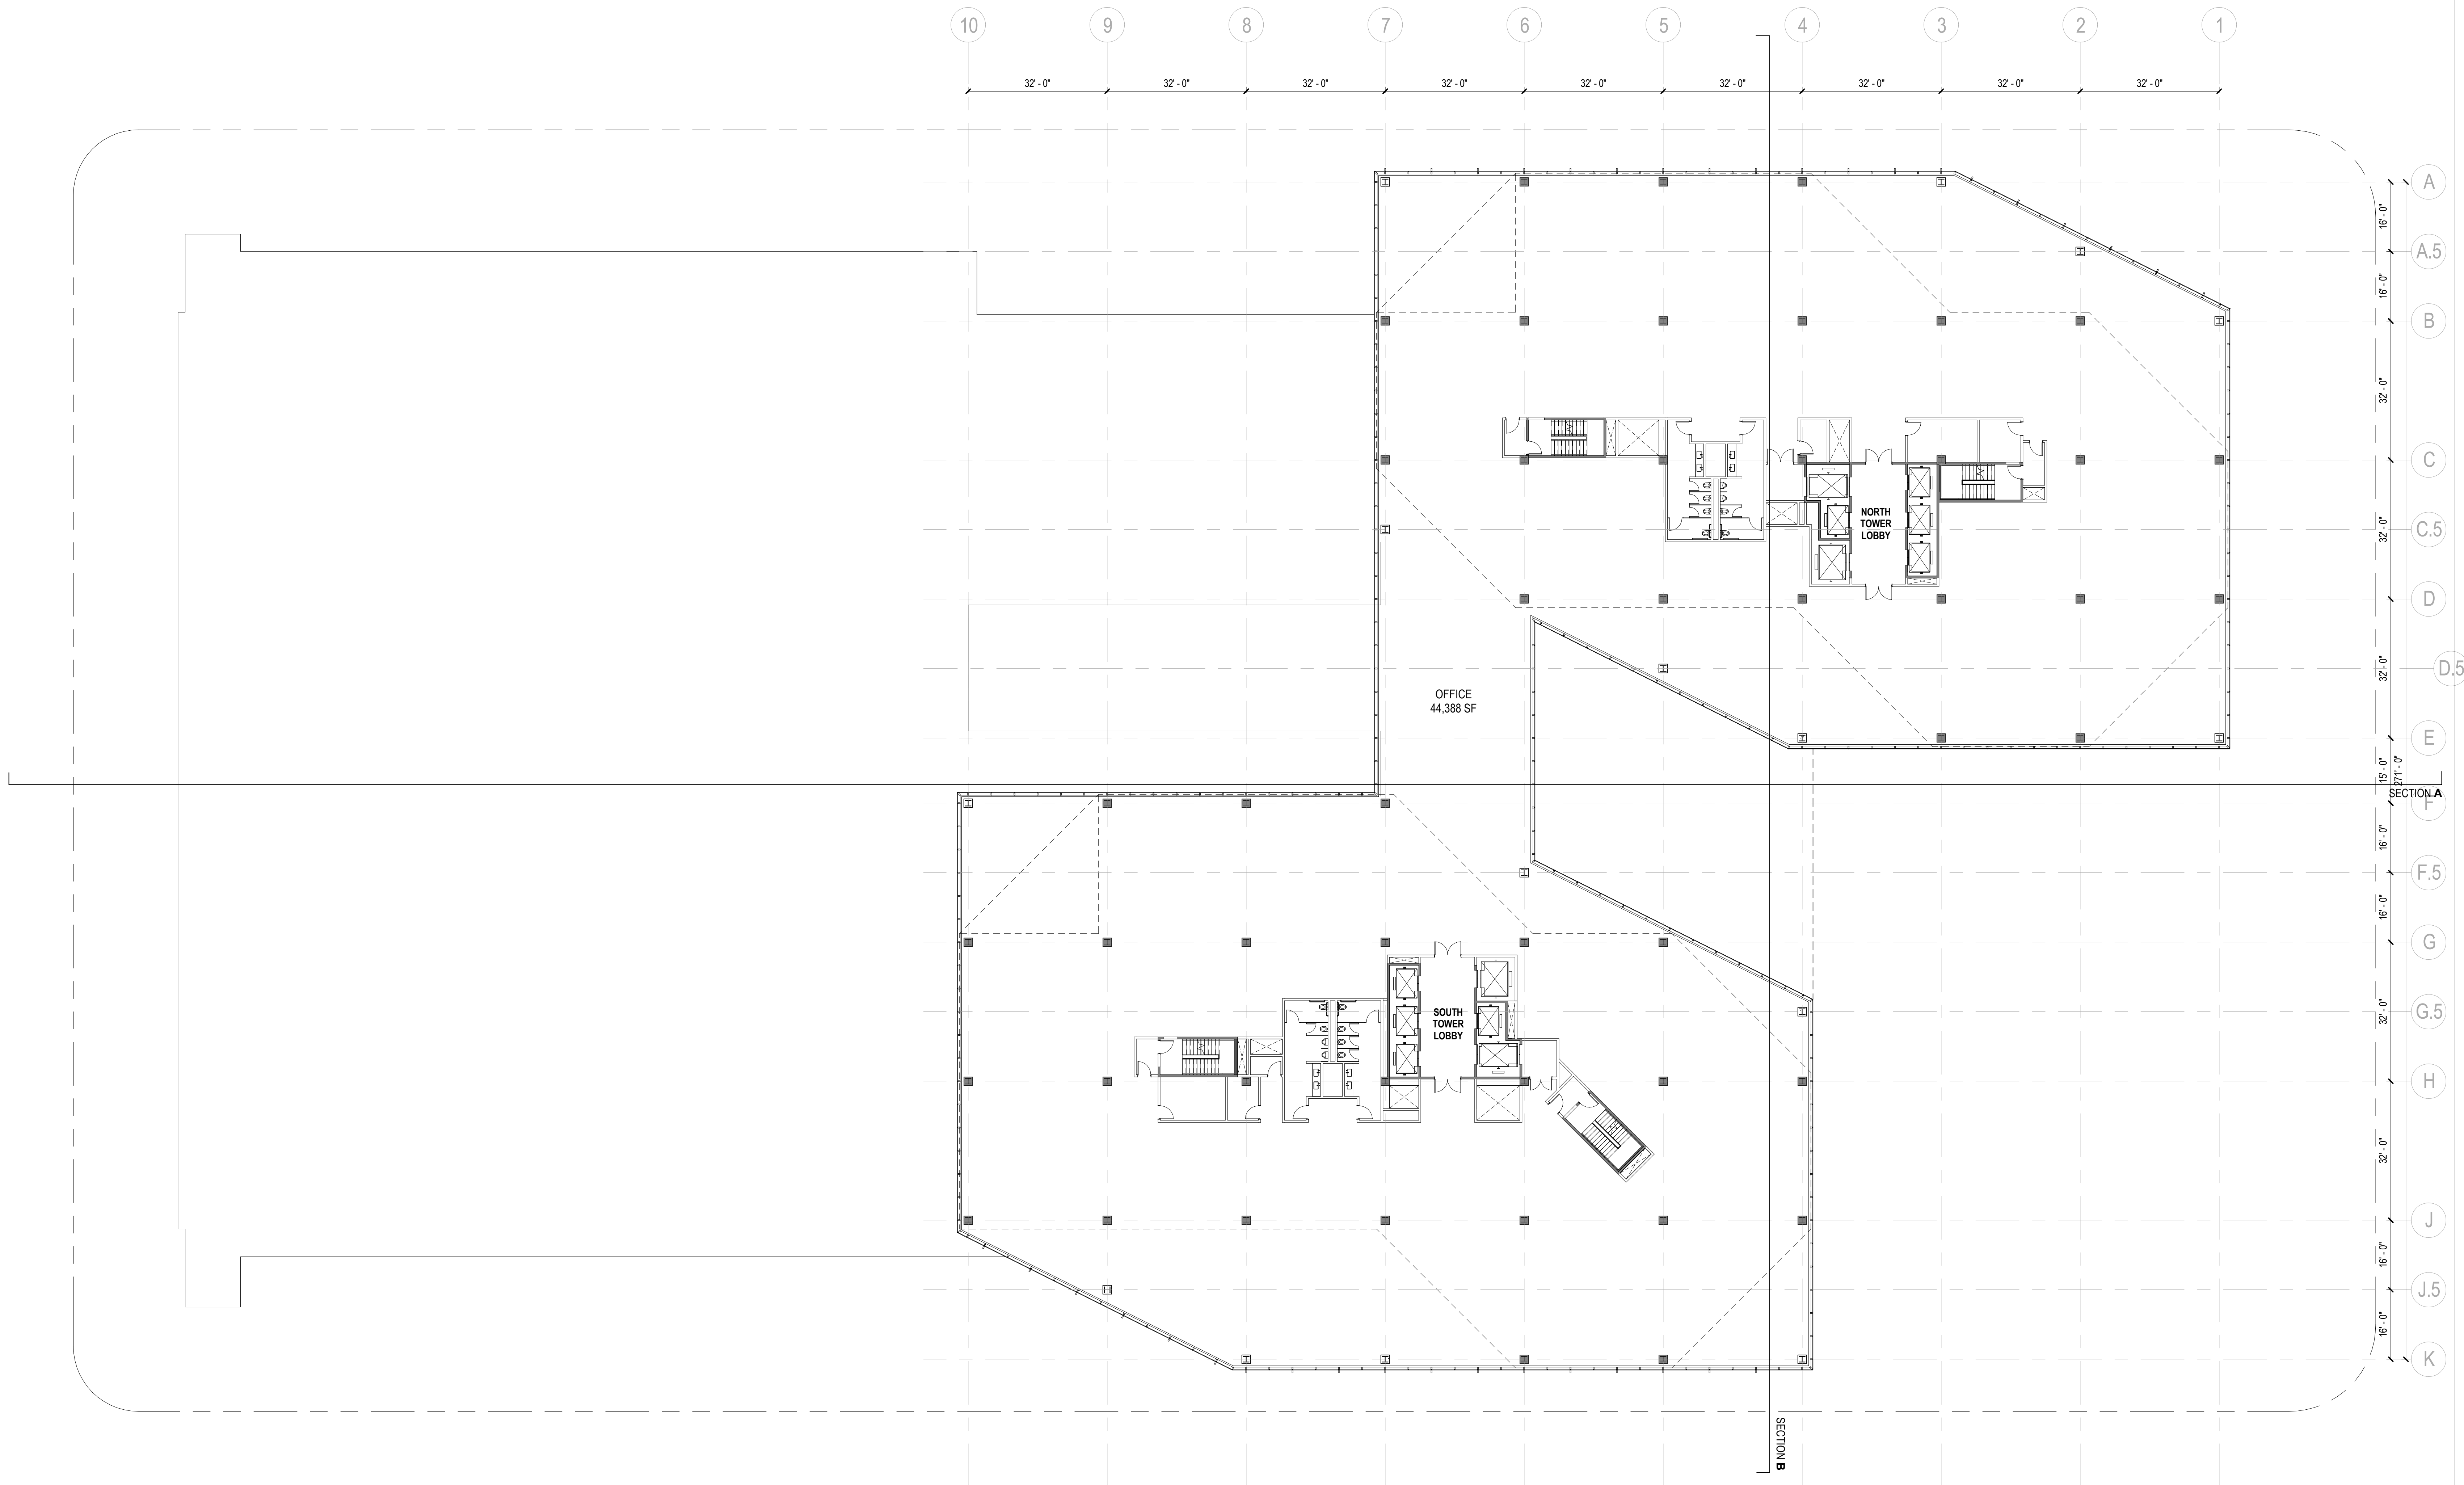 10 9 8 7 6 5 4 3 2 1
32' - 0" 32' - 0" 32' - 0" 32' - 0" 32' - 0" 32' - 0" 32' - 0" 32' - 0" 32' - 0"
A
16' - 0"
A.5
16' - 0"
B
32' - 0"
C
NORTH
TOWER
LOBBY
32' - 0"
C.5
D
32' - 0"
D.5
OFFICE
44,388 SF
E
15' - 0"
271' - 0"
SECTION A
F
16' - 0"
F.5
16' - 0"
G
SOUTH
TOWER
LOBBY
32' - 0"
G.5
H
32' - 0"
J
16' - 0"
J.5
16' - 0"
K
SECTION B